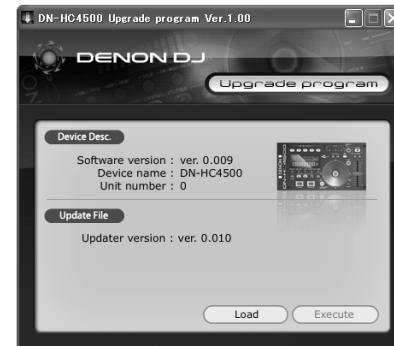 DN-HC4500 Upgrade program Ver.1.00
DENON DJ
Upgrade program
Device Desc.
Software version : ver. 0.009
Device name : DN-HC4500
Unit number : 0
Update File
Updater version : ver. 0.010
Load
Execute